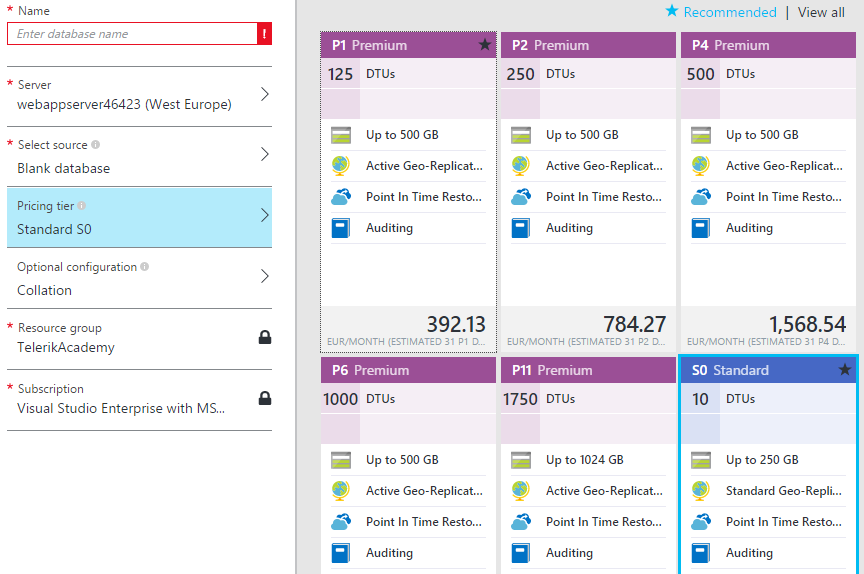 * Name
Enter database name !
* Server
webappserver46423 (West Europe)
* Select source
Blank database
Pricing tier
Standard S0
Optional configuration
Collation
* Resource group
TelerikAcademy
* Subscription
Visual Studio Enterprise with MS...
★ Recommended | View all
P1 Premium ★
125 DTUs
Up to 500 GB
Active Geo-Replicat...
Point In Time Resto...
Auditing
392.13
EUR/MONTH (ESTIMATED 31 P1 D...
P2 Premium
250 DTUs
Up to 500 GB
Active Geo-Replicat...
Point In Time Resto...
Auditing
784.27
EUR/MONTH (ESTIMATED 31 P2 D...
P4 Premium
500 DTUs
Up to 500 GB
Active Geo-Replicat...
Point In Time Resto...
Auditing
1,568.54
EUR/MONTH (ESTIMATED 31 P4 D...
P6 Premium
1000 DTUs
Up to 500 GB
Active Geo-Replicat...
Point In Time Resto...
Auditing
P11 Premium
1750 DTUs
Up to 1024 GB
Active Geo-Replicat...
Point In Time Resto...
Auditing
S0 Standard ★
10 DTUs
Up to 250 GB
Standard Geo-Repli...
Point In Time Resto...
Auditing